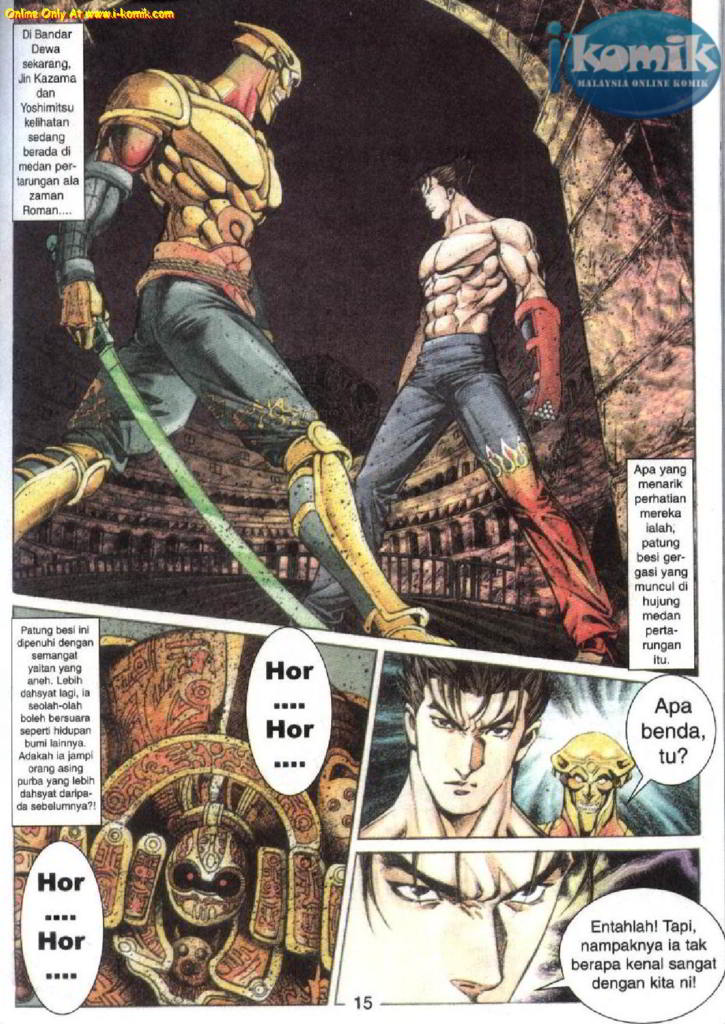 Online Only At www.i-komik.com
ikomik
MALAYSIA ONLINE KOMIK
Di Bandar
Dewa
sekarang,
Jin Kazama
dan
Yoshimitsu
kelihatan
sedang
berada di
medan per-
tarungan ala
zaman
Roman....
Apa yang
menarik
perhatian
mereka
ialah,
patung
besi ger-
gasi yang
muncul di
hujung
medan
perta-
rungan
itu.
Patung besi ini
dipenuhi dengan
semangat
yaitan yang
aneh. Lebih
dahsyat lagi, ia
seolah-olah
boleh bersuara
seperti hidupan
bumi lainnya.
Adakah ia jampi
orang asing
purba yang lebih
dahsyat daripa-
da sebelumnya?!
Hor
....
Hor
....
Apa
benda,
tu?
Hor
....
Hor
....
Entahlah! Tapi,
nampaknya ia tak
berapa kenal sangat
dengan kita ni!
15